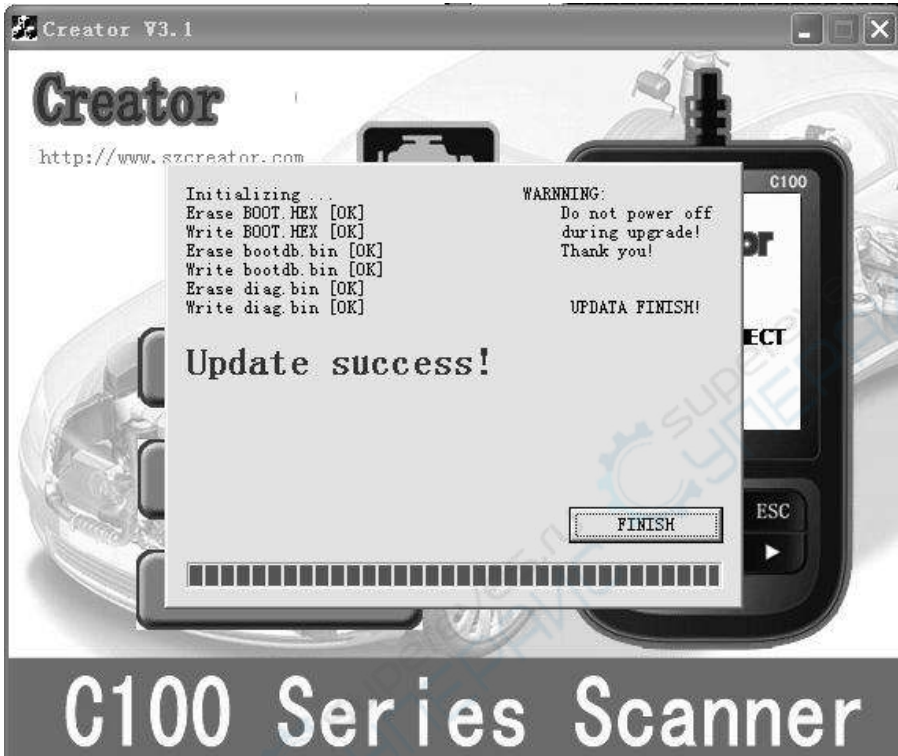 Creator V3.1
Creator
http://www.szcreator.com
C100
or
ECT
Initializing ...
Erase BOOT.HEX [OK]
Write BOOT.HEX [OK]
Erase bootdb.bin [OK]
Write bootdb.bin [OK]
Erase diag.bin [OK]
Write diag.bin [OK]
WARNNING:
Do not power off
during upgrade!
Thank you!
UPDATA FINISH!
Update success!
FINISH
ESC
C100 Series Scanner